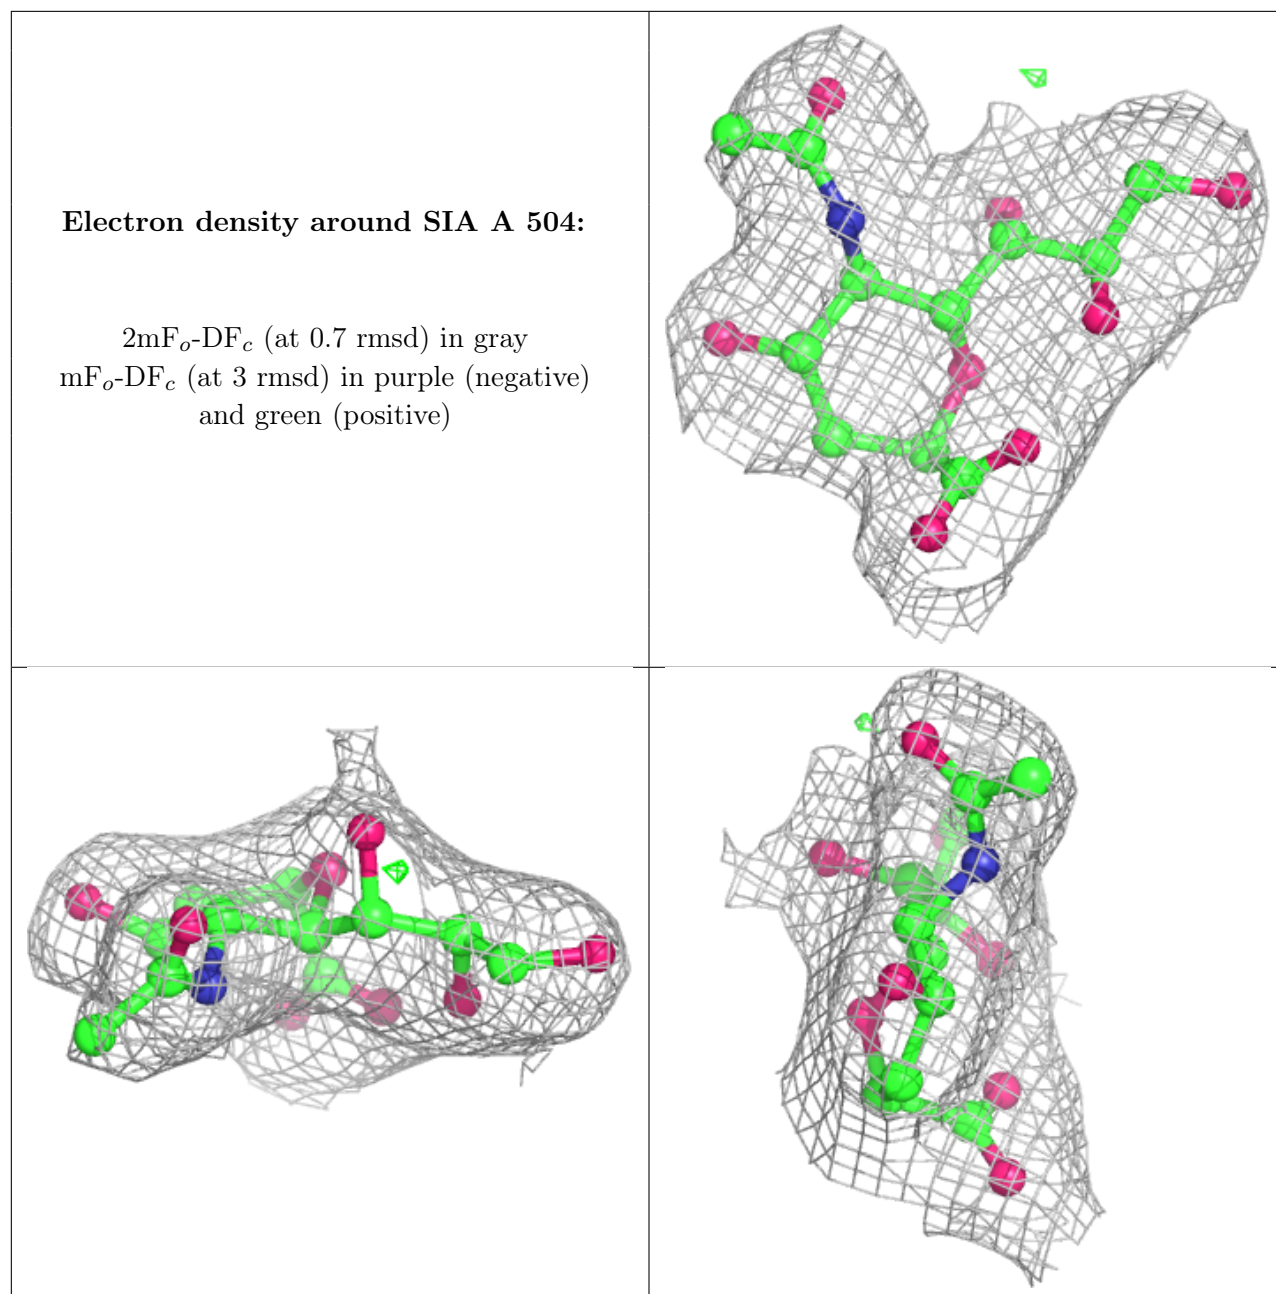 Electron density around SIA A 504:
2mFo-DFc (at 0.7 rmsd) in gray
mFo-DFc (at 3 rmsd) in purple (negative)
and green (positive)